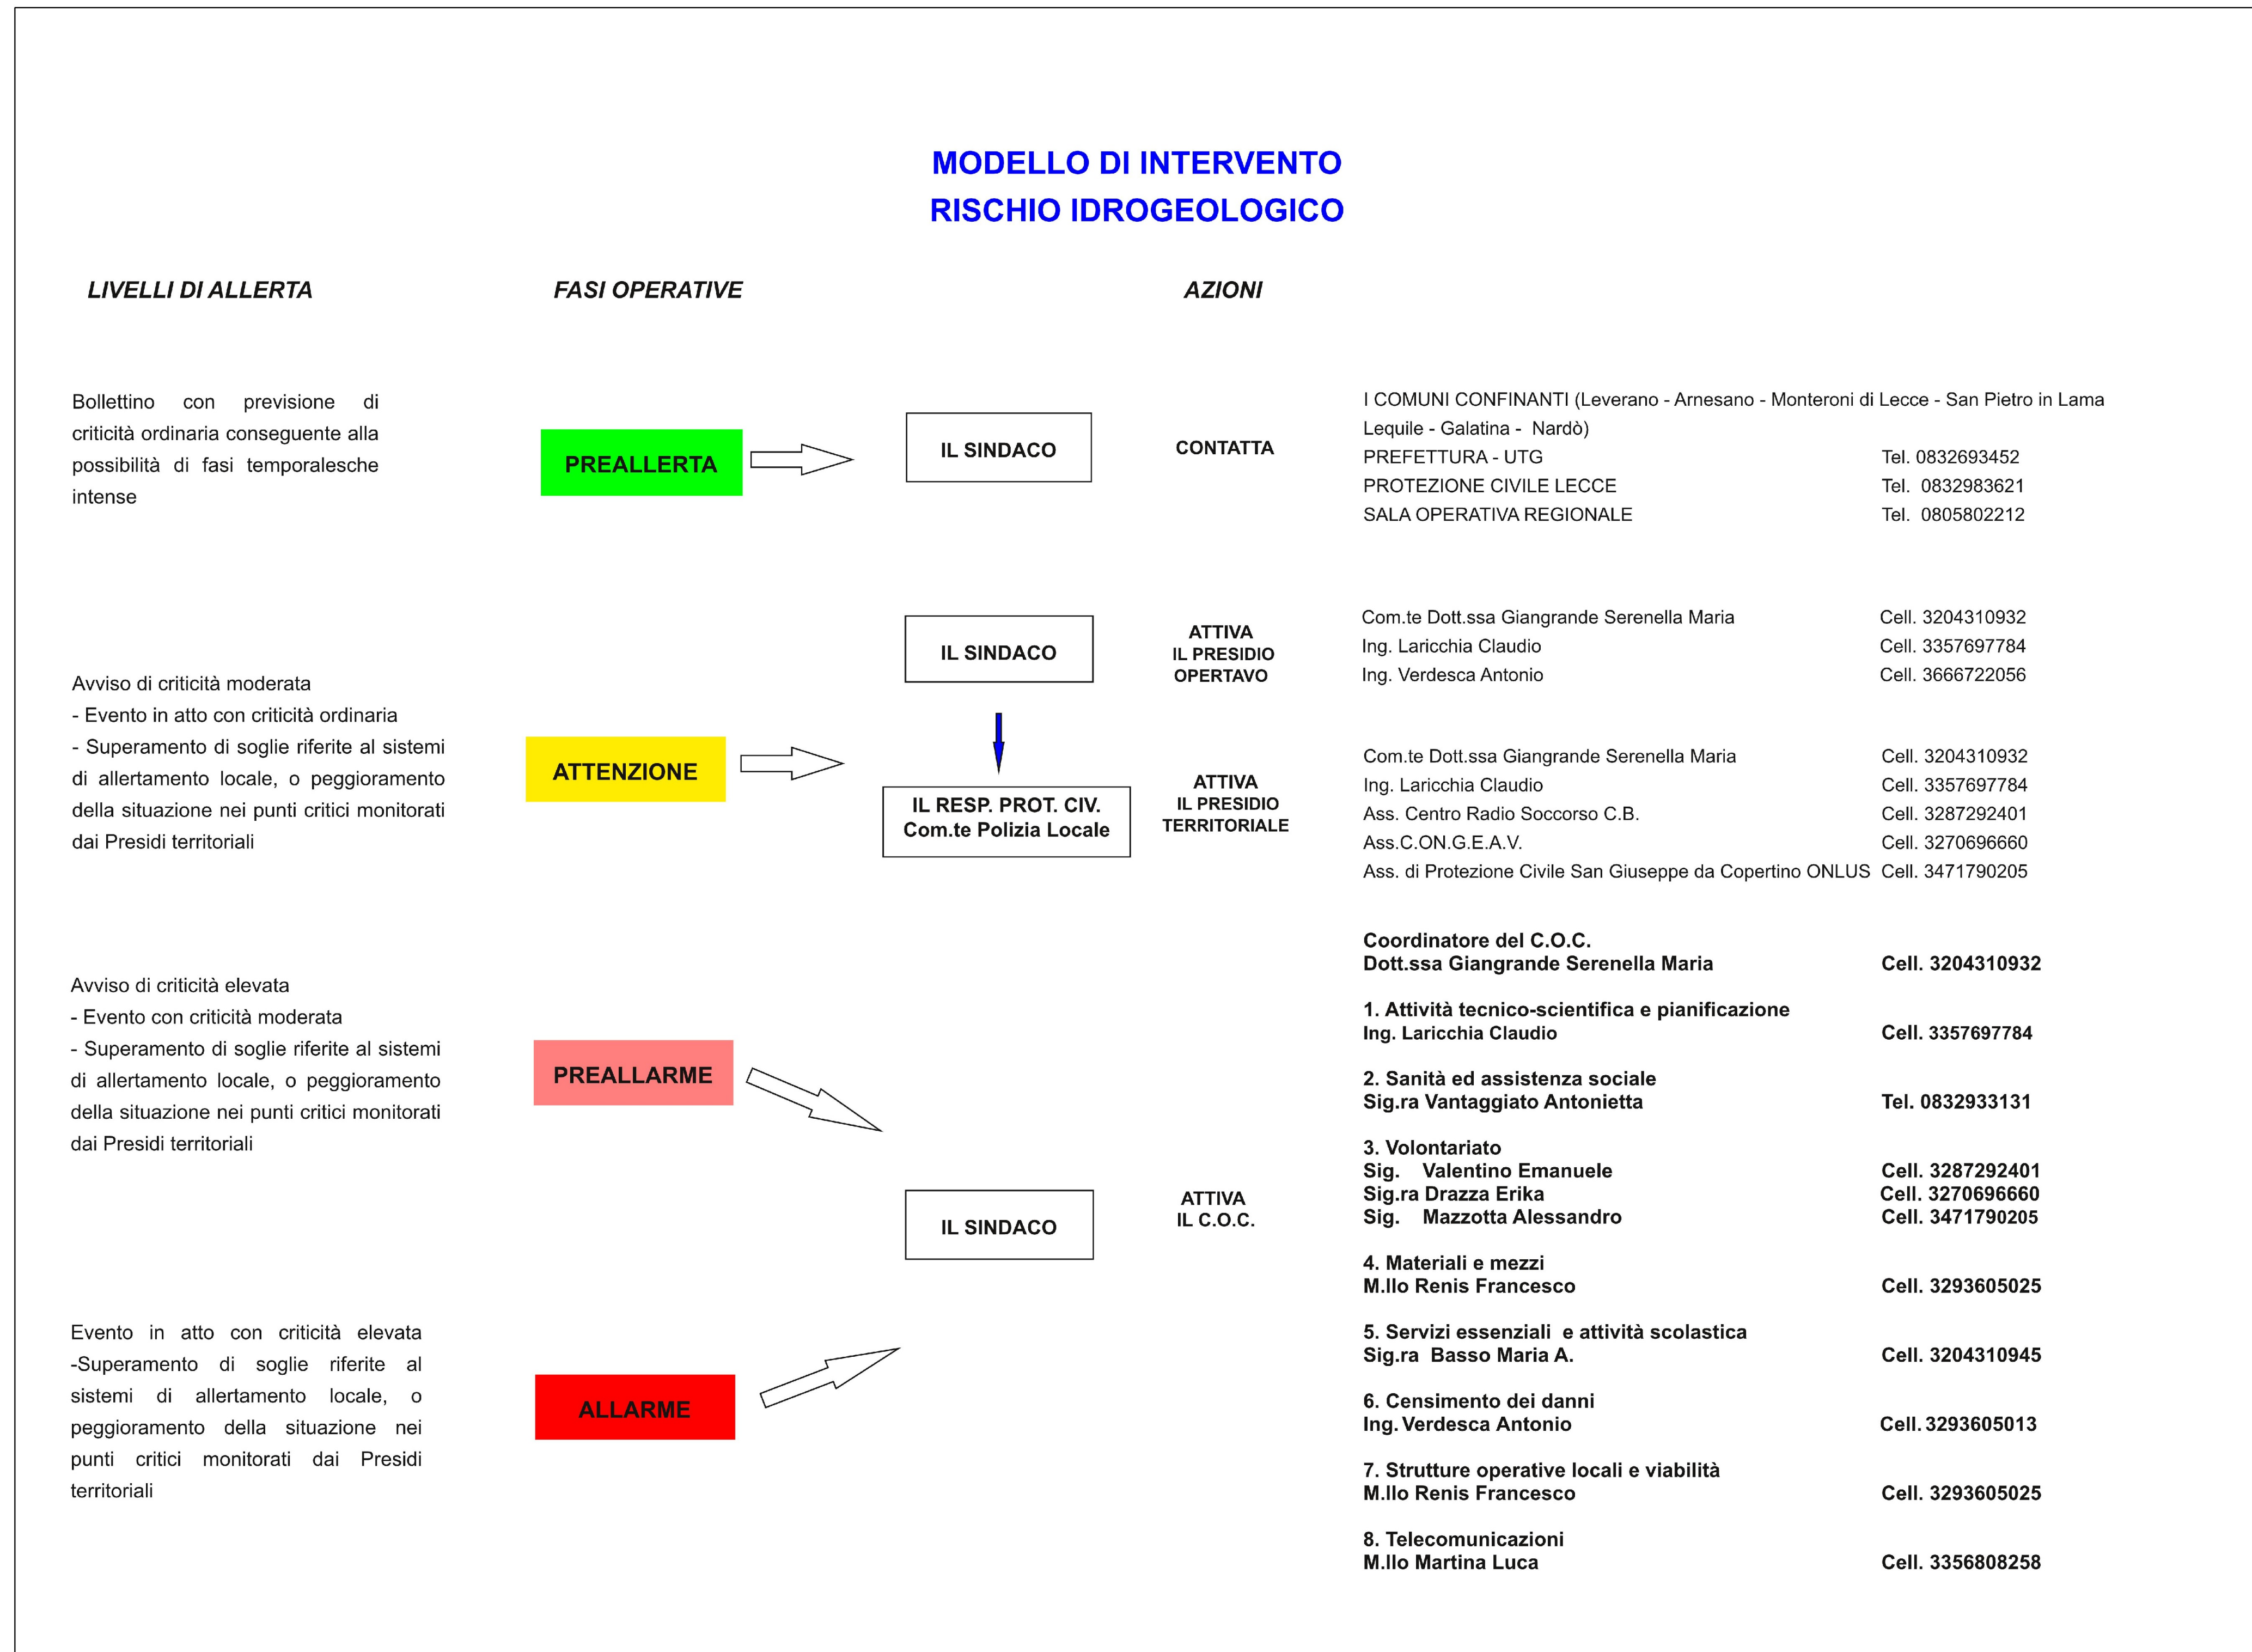 MODELLO DI INTERVENTO
RISCHIO IDROGEOLOGICO
LIVELLI DI ALLERTA
FASI OPERATIVE
AZIONI
Bollettino con previsione di
criticità ordinaria conseguente alla
possibilità di fasi temporalesche
intense
PREALLERTA
IL SINDACO
CONTATTA
I COMUNI CONFINANTI (Leverano - Arnesano - Monteroni di Lecce - San Pietro in Lama
Lequile - Galatina - Nardò)
PREFETTURA - UTG Tel. 0832693452
PROTEZIONE CIVILE LECCE Tel. 0832983621
SALA OPERATIVA REGIONALE Tel. 0805802212
Avviso di criticità moderata
- Evento in atto con criticità ordinaria
- Superamento di soglie riferite al sistemi
di allertamento locale, o peggioramento
della situazione nei punti critici monitorati
dai Presidi territoriali
ATTENZIONE
IL SINDACO
ATTIVA
IL PRESIDIO
OPERTAVO
Com.te Dott.ssa Giangrande Serenella Maria Cell. 3204310932
Ing. Laricchia Claudio Cell. 3357697784
Ing. Verdesca Antonio Cell. 3666722056
IL RESP. PROT. CIV.
Com.te Polizia Locale
ATTIVA
IL PRESIDIO
TERRITORIALE
Com.te Dott.ssa Giangrande Serenella Maria Cell. 3204310932
Ing. Laricchia Claudio Cell. 3357697784
Ass. Centro Radio Soccorso C.B. Cell. 3287292401
Ass.C.ON.G.E.A.V. Cell. 3270696660
Ass. di Protezione Civile San Giuseppe da Copertino ONLUS Cell. 3471790205
Avviso di criticità elevata
- Evento con criticità moderata
- Superamento di soglie riferite al sistemi
di allertamento locale, o peggioramento
della situazione nei punti critici monitorati
dai Presidi territoriali
PREALLARME
Evento in atto con criticità elevata
-Superamento di soglie riferite al
sistemi di allertamento locale, o
peggioramento della situazione nei
punti critici monitorati dai Presidi
territoriali
ALLARME
IL SINDACO
ATTIVA
IL C.O.C.
Coordinatore del C.O.C.
Dott.ssa Giangrande Serenella Maria Cell. 3204310932
1. Attività tecnico-scientifica e pianificazione
Ing. Laricchia Claudio Cell. 3357697784
2. Sanità ed assistenza sociale
Sig.ra Vantaggiato Antonietta Tel. 0832933131
3. Volontariato
Sig. Valentino Emanuele Cell. 3287292401
Sig.ra Drazza Erika Cell. 3270696660
Sig. Mazzotta Alessandro Cell. 3471790205
4. Materiali e mezzi
M.llo Renis Francesco Cell. 3293605025
5. Servizi essenziali e attività scolastica
Sig.ra Basso Maria A. Cell. 3204310945
6. Censimento dei danni
Ing. Verdesca Antonio Cell. 3293605013
7. Strutture operative locali e viabilità
M.llo Renis Francesco Cell. 3293605025
8. Telecomunicazioni
M.llo Martina Luca Cell. 3356808258